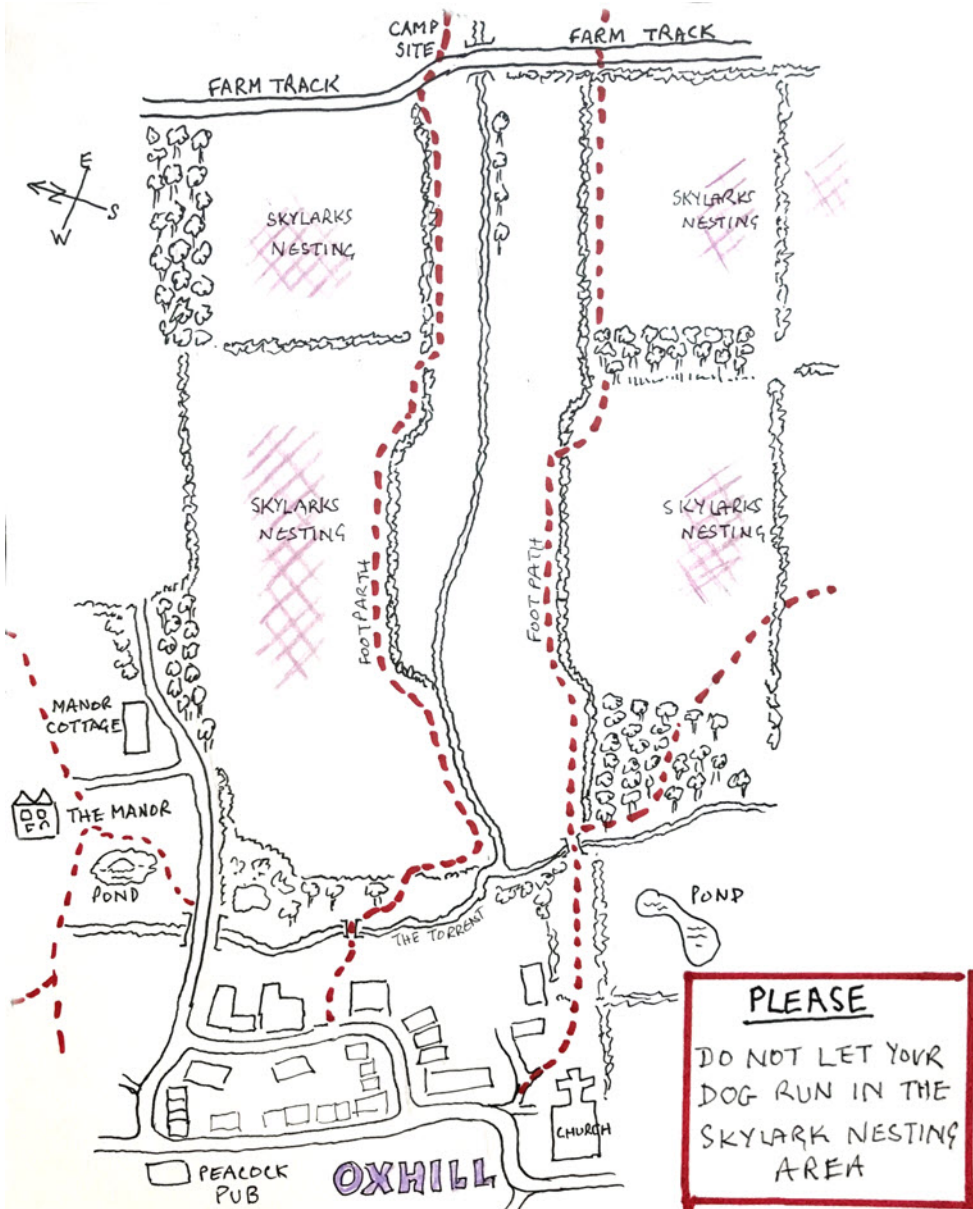 CAMP
SITE
FARM TRACK
FARM TRACK
E
S
W
SKYLARKS
NESTING
SKYLARKS
NESTING
SKYLARKS
NESTING
SKYLARKS
NESTING
FOOTPARTH
FOOTPATH
MANOR
COTTAGE
THE MANOR
POND
THE TORRENT
POND
CHURCH
PEACOCK
PUB
OXHILL
PLEASE
DO NOT LET YOUR
DOG RUN IN THE
SKYLARK NESTING
AREA